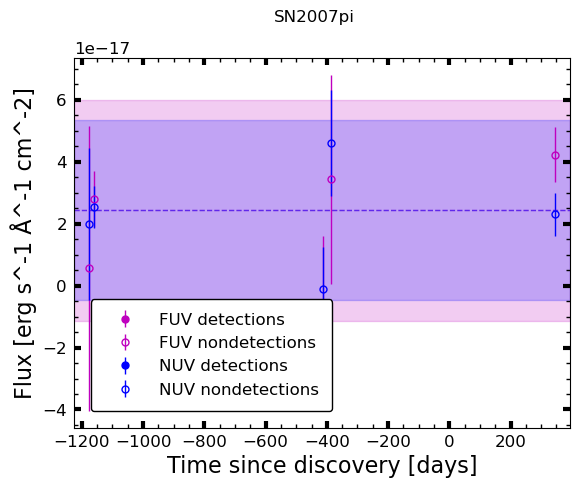 SN2007pi
1e−17
6
4
2
0
−2
−4
Flux [erg s^-1 Å^-1 cm^-2]
FUV detections
FUV nondetections
NUV detections
NUV nondetections
−1200 −1000 −800 −600 −400 −200 0 200
Time since discovery [days]